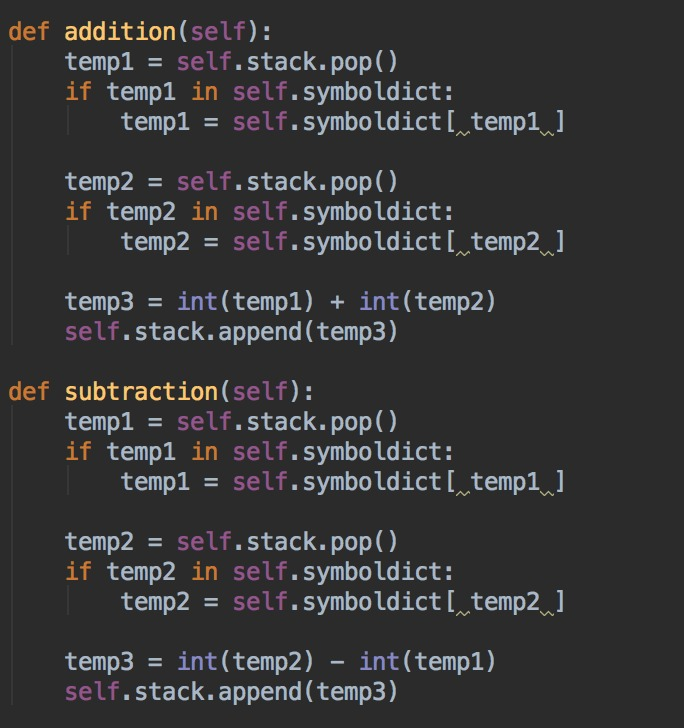 def addition(self):
    temp1 = self.stack.pop()
    if temp1 in self.symboldict:
        temp1 = self.symboldict[ temp1 ]

    temp2 = self.stack.pop()
    if temp2 in self.symboldict:
        temp2 = self.symboldict[ temp2 ]

    temp3 = int(temp1) + int(temp2)
    self.stack.append(temp3)

def subtraction(self):
    temp1 = self.stack.pop()
    if temp1 in self.symboldict:
        temp1 = self.symboldict[ temp1 ]

    temp2 = self.stack.pop()
    if temp2 in self.symboldict:
        temp2 = self.symboldict[ temp2 ]

    temp3 = int(temp2) - int(temp1)
    self.stack.append(temp3)